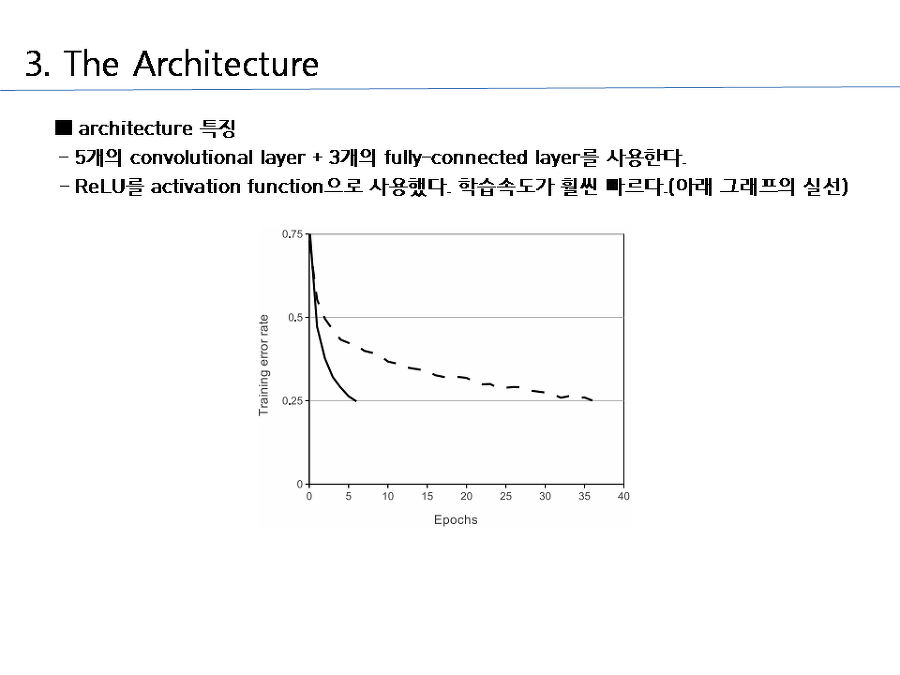 3. The Architecture
■ architecture 특징
- 5개의 convolutional layer + 3개의 fully-connected layer를 사용한다.
- ReLU를 activation function으로 사용했다. 학습속도가 훨씬 빠르다.(아래 그래프의 실선)
0.75
0.5
0.25
0
Training error rate
0 5 10 15 20 25 30 35 40
Epochs